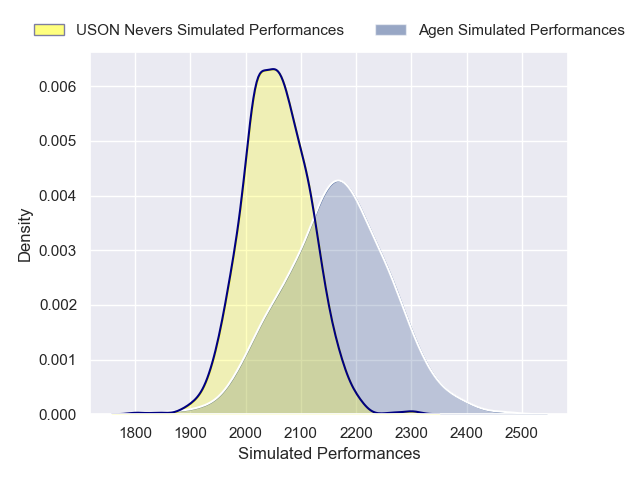 USON Nevers Simulated Performances
Agen Simulated Performances
0.006
0.005
0.004
0.003
0.002
0.001
0.000
Density
1800 1900 2000 2100 2200 2300 2400 2500
Simulated Performances